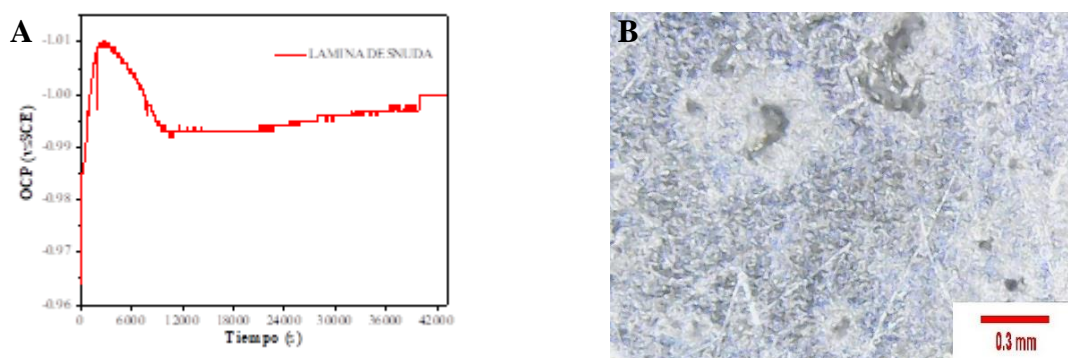 A
B
-1.01
-1.00
-0.99
-0.98
-0.97
-0.96
OCP (vsSCE)
LAMINA DESNUDA
0
6000
12000
18000
24000
30000
36000
42000
Tiempo (s)
0.3 mm